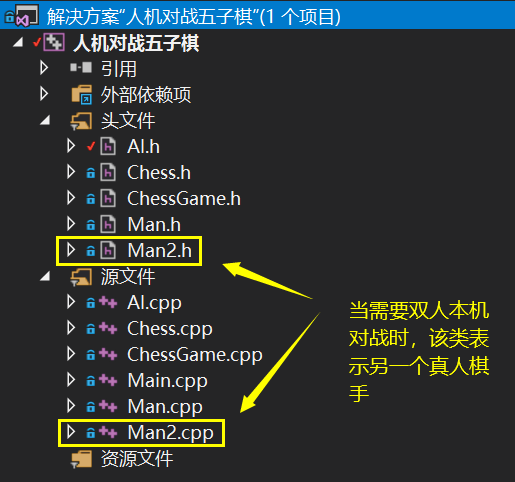 解决方案“人机对战五子棋”(1 个项目)
人机对战五子棋
引用
外部依赖项
头文件
AI.h
Chess.h
ChessGame.h
Man.h
Man2.h
源文件
AI.cpp
Chess.cpp
ChessGame.cpp
Main.cpp
Man.cpp
Man2.cpp
资源文件
当需要双人本机
对战时，该类表
示另一个真人棋
手